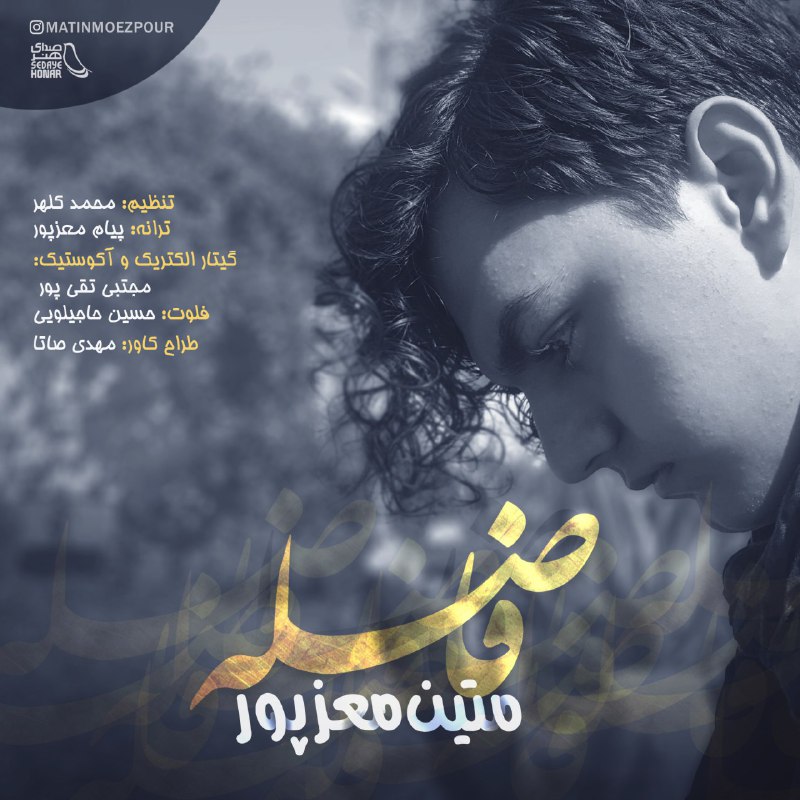 MATINMOEZPOUR
صدای
هنر
SEDAYE
HONAR
تنظیم: محمد کلهر
ترانه: پیام معزپور
گیتار الکتریک و آکوستیک:
مجتبی تقی پور
فلوت: حسین حاجیلویی
طراح کاور: مهدی صاتا
فاضله
متین معزپور